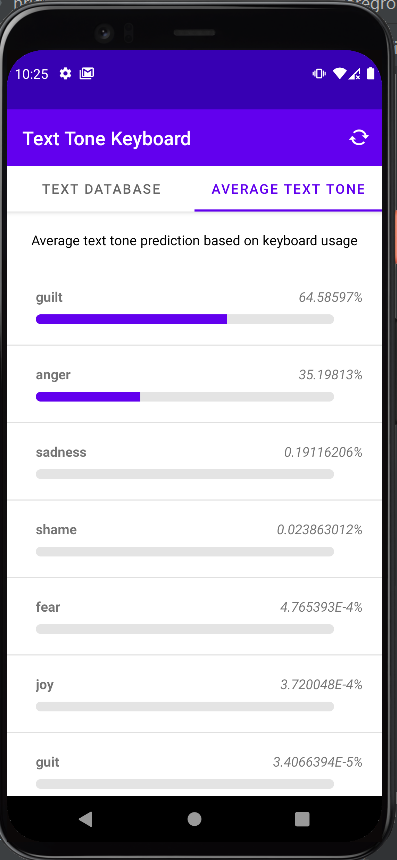 10:25
Text Tone Keyboard
TEXT DATABASE AVERAGE TEXT TONE
Average text tone prediction based on keyboard usage
guilt 64.58597%
anger 35.19813%
sadness 0.19116206%
shame 0.023863012%
fear 4.765393E-4%
joy 3.720048E-4%
guit 3.4066394E-5%